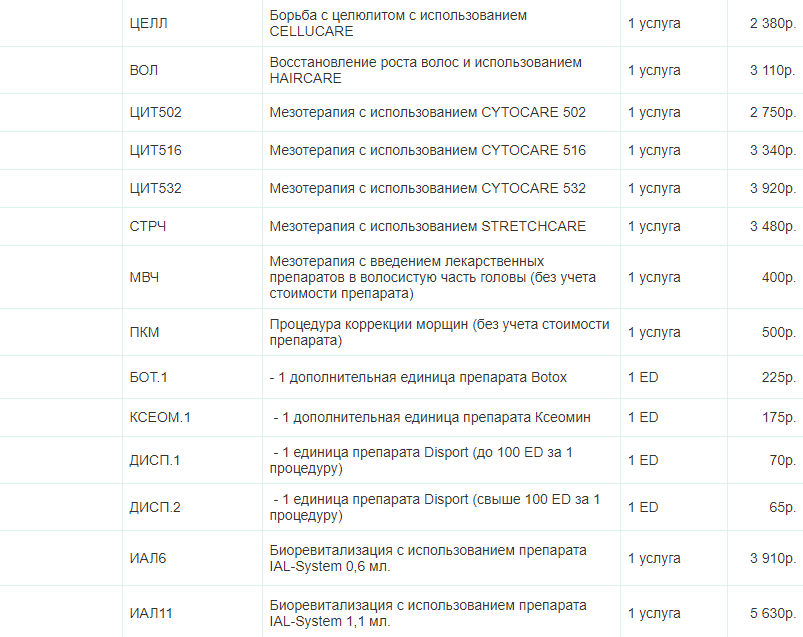 ЦЕЛЛ
Борьба с целюлитом с использованием
CELLUCARE
1 услуга
2 380р.
ВОЛ
Восстановление роста волос и использованием
HAIRCARE
1 услуга
3 110р.
ЦИТ502
Мезотерапия с использованием CYTOCARE 502
1 услуга
2 750р.
ЦИТ516
Мезотерапия с использованием CYTOCARE 516
1 услуга
3 340р.
ЦИТ532
Мезотерапия с использованием CYTOCARE 532
1 услуга
3 920р.
СТРЧ
Мезотерапия с использованием STRETCHCARE
1 услуга
3 480р.
МВЧ
Мезотерапия с введением лекарственных
препаратов в волосистую часть головы (без учета
стоимости препарата)
1 услуга
400р.
ПКМ
Процедура коррекции морщин (без учета стоимости
препарата)
1 услуга
500р.
БОТ.1
- 1 дополнительная единица препарата Botox
1 ED
225р.
КСЕОМ.1
- 1 дополнительная единица препарата Ксеомин
1 ED
175р.
ДИСП.1
- 1 единица препарата Disport (до 100 ED за 1
процедуру)
1 ED
70р.
ДИСП.2
- 1 единица препарата Disport (свыше 100 ED за 1
процедуру)
1 ED
65р.
ИАЛ6
Биоревитализация с использованием препарата
IAL-System 0,6 мл.
1 услуга
3 910р.
ИАЛ11
Биоревитализация с использованием препарата
IAL-System 1,1 мл.
1 услуга
5 630р.